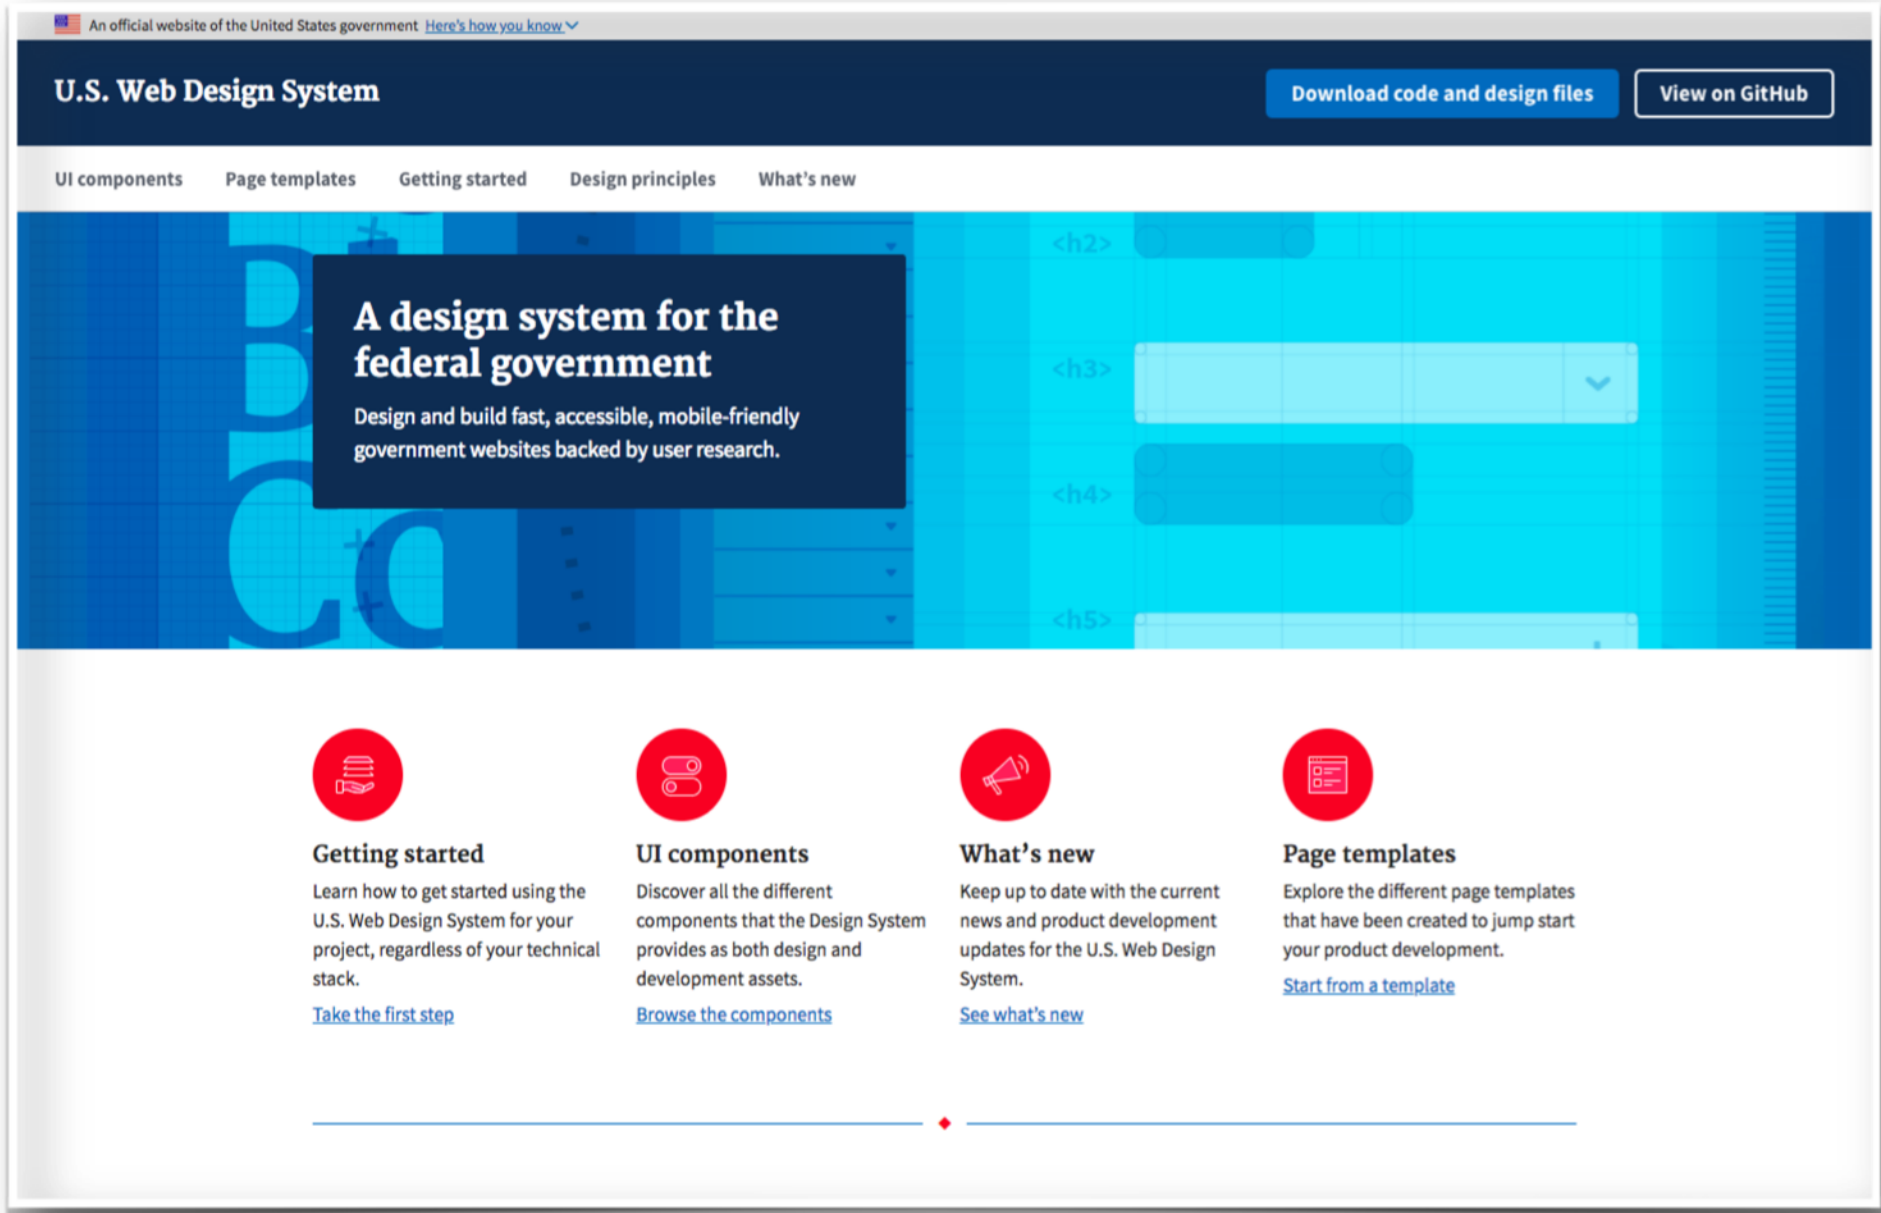 An official website of the United States government Here's how you know
U.S. Web Design System
Download code and design files
View on GitHub
UI components
Page templates
Getting started
Design principles
What's new
<h2>
<h3>
<h4>
<h5>
B
Cc
A design system for the
federal government
Design and build fast, accessible, mobile-friendly
government websites backed by user research.
Getting started
Learn how to get started using the
U.S. Web Design System for your
project, regardless of your technical
stack.
Take the first step
UI components
Discover all the different
components that the Design System
provides as both design and
development assets.
Browse the components
What's new
Keep up to date with the current
news and product development
updates for the U.S. Web Design
System.
See what's new
Page templates
Explore the different page templates
that have been created to jump start
your product development.
Start from a template